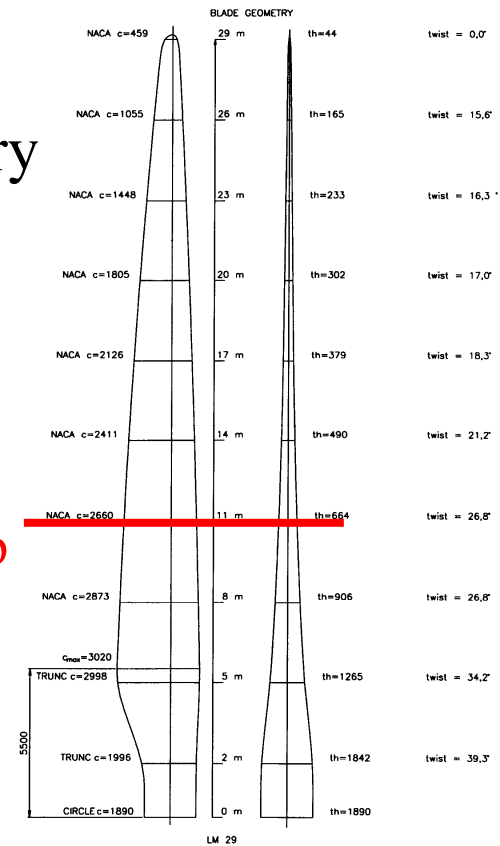 BLADE GEOMETRY
NACA c=459 29 m th=44 twist = 0,0°
NACA c=1055 26 m th=165 twist = 15,6°
ry
NACA c=1448 23 m th=233 twist = 16,3 °
NACA c=1805 20 m th=302 twist = 17,0°
NACA c=2126 17 m th=379 twist = 18,3°
NACA c=2411 14 m th=490 twist = 21,2°
NACA c=2660 11 m th=664 twist = 26,8°
NACA c=2873 8 m th=906 twist = 26,8°
cmax=3020
TRUNC c=2998 5 m th=1265 twist = 34,2°
5500
TRUNC c=1996 2 m th=1842 twist = 39,3°
CIRCLE c=1890 0 m th=1890
LM 29